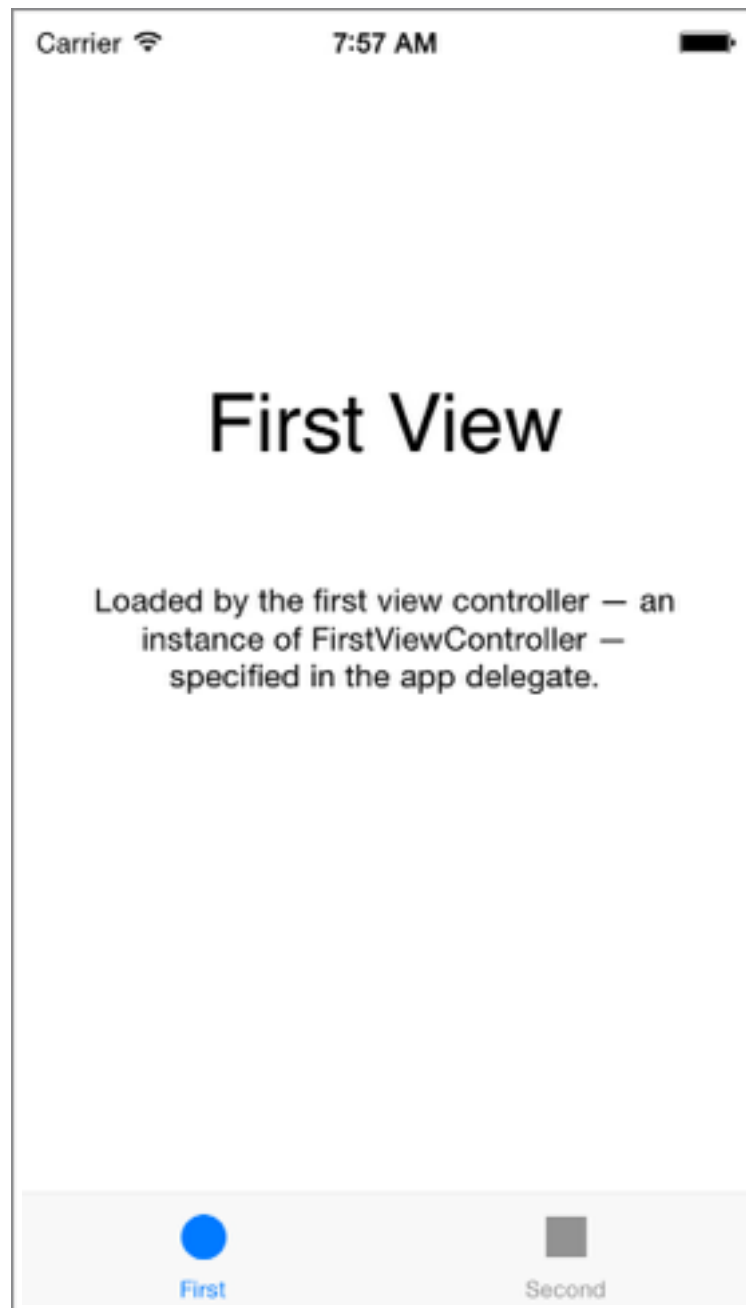 Carrier 7:57 AM
First View
Loaded by the first view controller — an
instance of FirstViewController —
specified in the app delegate.
First Second